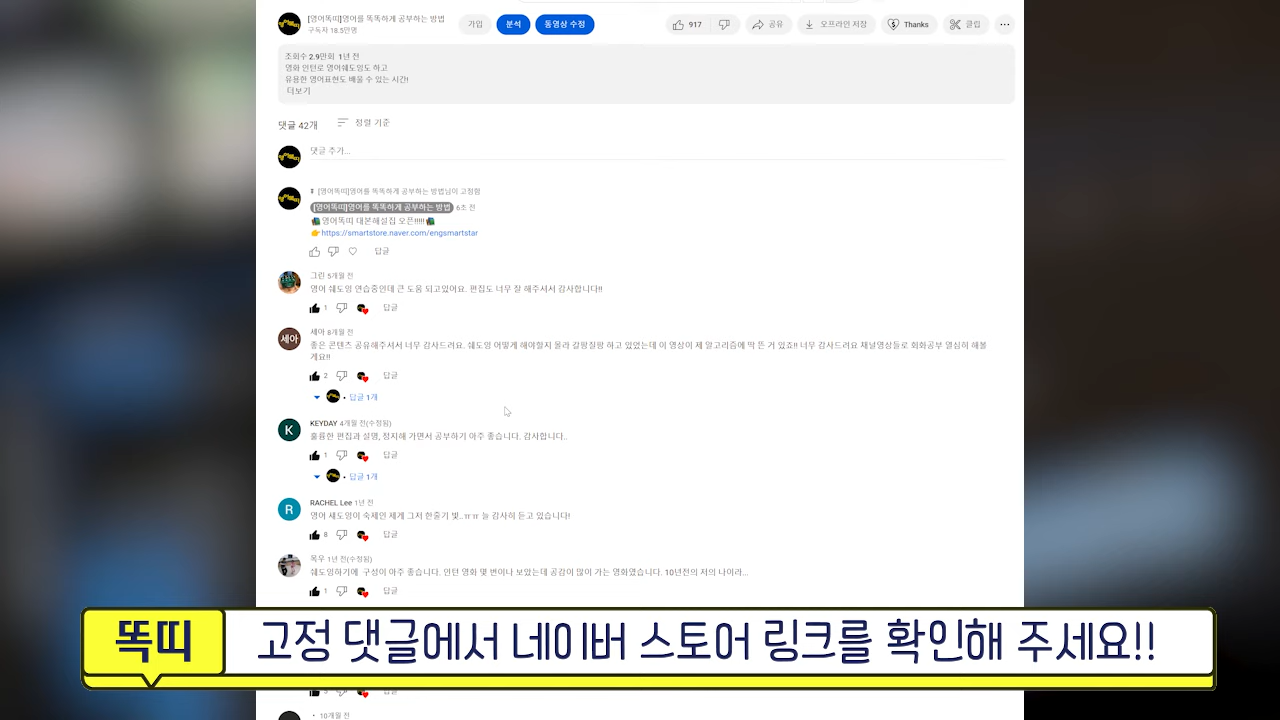 [영어똑띠]영어를 똑똑하게 공부하는 방법
구독자 18.5만명
가입
분석
동영상 수정
917
공유
오프라인 저장
Thanks
클립
조회수 2.9만회 1년 전
영화 인턴로 영어쉐도잉도 하고
유용한 영어표현도 배울 수 있는 시간!
더보기
댓글 42개
정렬 기준
댓글 추가...
[영어똑띠]영어를 똑똑하게 공부하는 방법님이 고정함
[영어똑띠]영어를 똑똑하게 공부하는 방법 6초 전
영어똑띠 대본해설집 오픈!!!!!
👉https://smartstore.naver.com/engsmartstar
답글
그린 5개월 전
영어 쉐도잉 연습중인데 큰 도움 되고있어요. 편집도 너무 잘 해주셔서 감사합니다!!
1 답글
세아
세아 8개월 전
좋은 콘텐츠 공유해주셔서 너무 감사드려요. 쉐도잉 어떻게 해야할지 몰라 갈팡질팡 하고 있었는데 이 영상이 제 알고리즘에 딱 뜬 거 있죠!! 너무 감사드려요 채널영상들로 회화공부 열심히 해볼
게요!!
2 답글
답글 1개
K
KEYDAY 4개월 전(수정됨)
훌륭한 편집과 설명, 정지해 가면서 공부하기 아주 좋습니다. 감사합니다..
1 답글
답글 1개
R
RACHEL Lee 1년 전
영어 섀도잉이 숙제인 제게 그저 한줄기 빛..ㅠㅠ 늘 감사히 듣고 있습니다!
8 답글
목우 1년 전(수정됨)
쉐도잉하기에 구성이 아주 좋습니다. 인턴 영화 몇 번이나 보았는데 공감이 많이 가는 영화였습니다. 10년전의 저의 나이라...
1 답글
똑띠
고정 댓글에서 네이버 스토어 링크를 확인해 주세요!!
5 답글
10개월 전